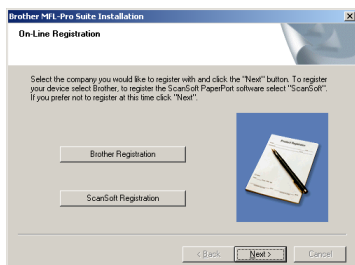 Brother MFL-Pro Suite Installation
On-Line Registration
Select the company you would like to register with and click the "Next" button. To register
your device select Brother, to register the ScanSoft PaperPort software select "ScanSoft".
If you prefer not to register at this time click "Next".
Brother Registration
ScanSoft Registration
Product Registration
< Back
Next >
Cancel